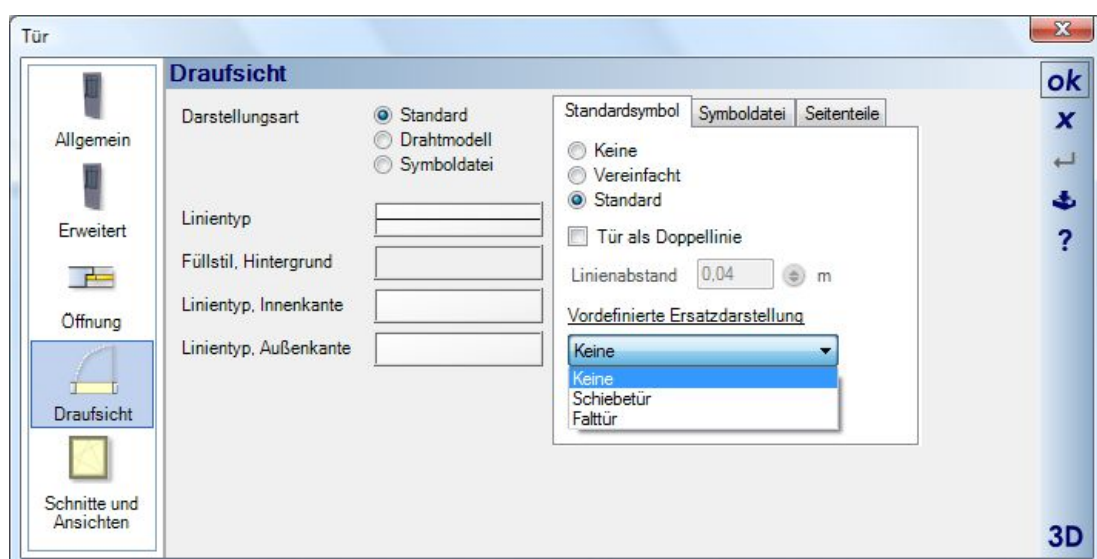 Tür
Allgemein
Erweitert
Öffnung
Draufsicht
Schnitte und
Ansichten
Draufsicht
Darstellungsart
Standard
Drahtmodell
Symboldatei
Linientyp
Füllstil, Hintergrund
Linientyp, Innenkante
Linientyp, Außenkante
Standardsymbol Symboldatei Seitenteile
Keine
Vereinfacht
Standard
Tür als Doppellinie
Linienabstand 0,04 m
Vordefinierte Ersatzdarstellung
Keine
Keine
Schiebetür
Falttür
ok
x
?
3D